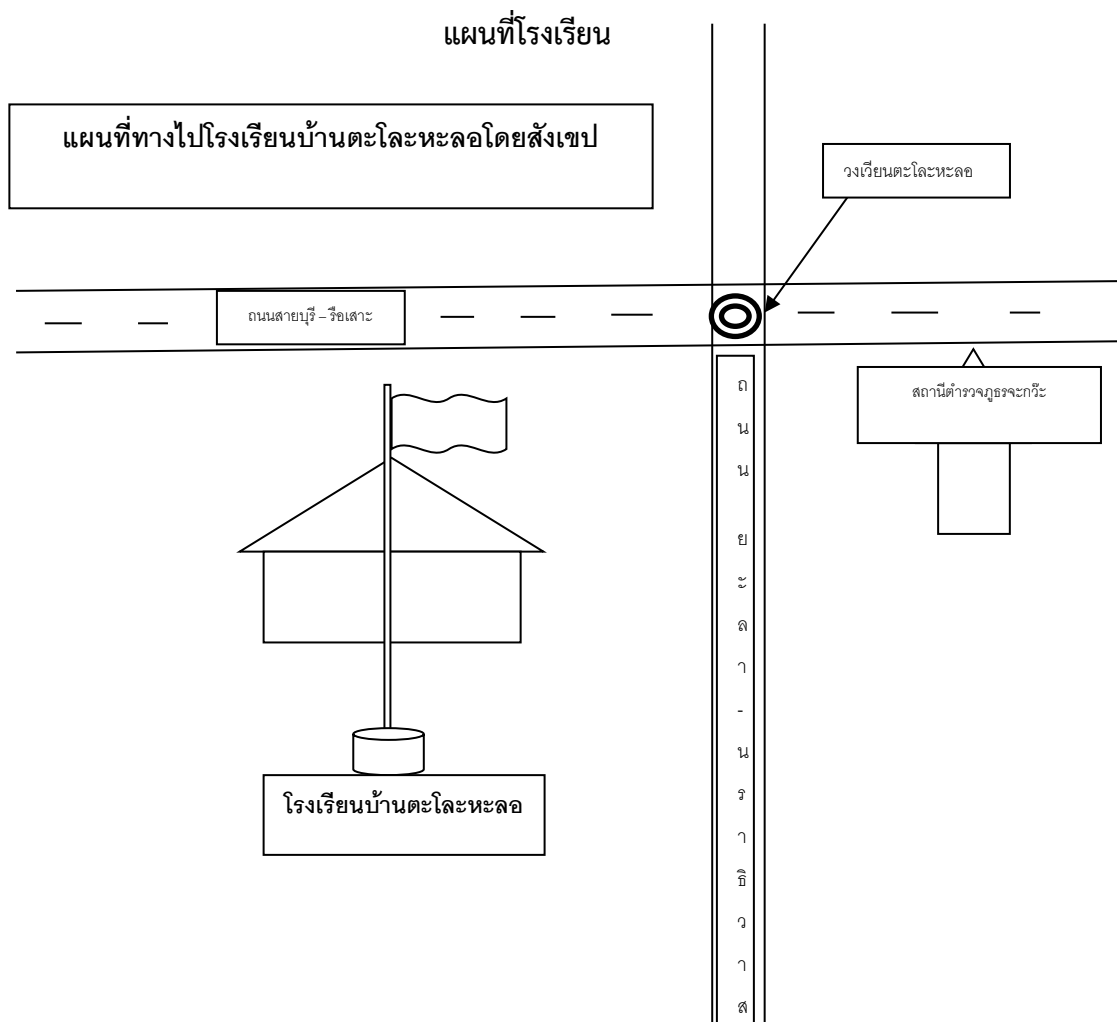 แผนที่โรงเรียน
แผนที่ทางไปโรงเรียนบ้านตะโละหะลอโดยสังเขป
วงเวียนตะโละหะลอ
ถนนสายบุรี – รือเสาะ
สถานีตำรวจภูธรจะกว๊ะ
ถนน ยะลา-นราธิวาส
โรงเรียนบ้านตะโละหะลอ